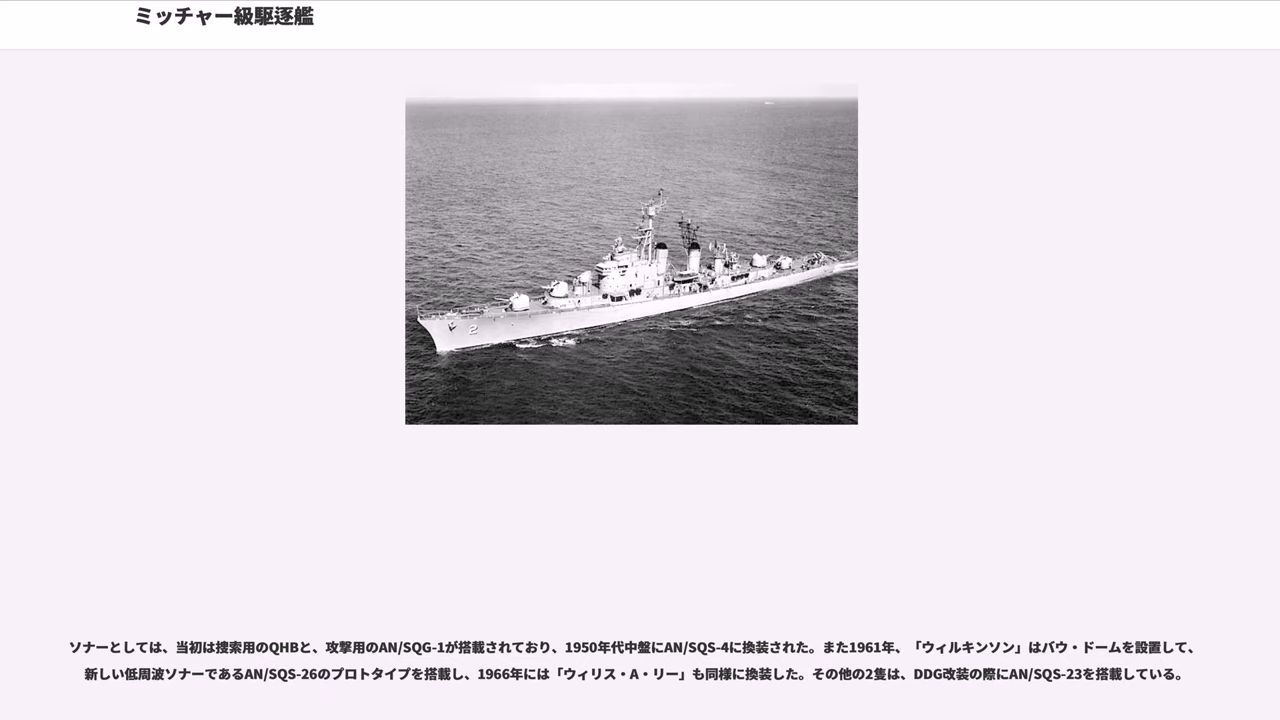 ミッチャー級駆逐艦
2
ソナーとしては、当初は捜索用のQHBと、攻撃用のAN/SQG-1が搭載されており、1950年代中盤にAN/SQS-4に換装された。また1961年、「ウィルキンソン」はバウ・ドームを設置して、
新しい低周波ソナーであるAN/SQS-26のプロトタイプを搭載し、1966年には「ウィリス・A・リー」も同様に換装した。その他の2隻は、DDG改装の際にAN/SQS-23を搭載している。